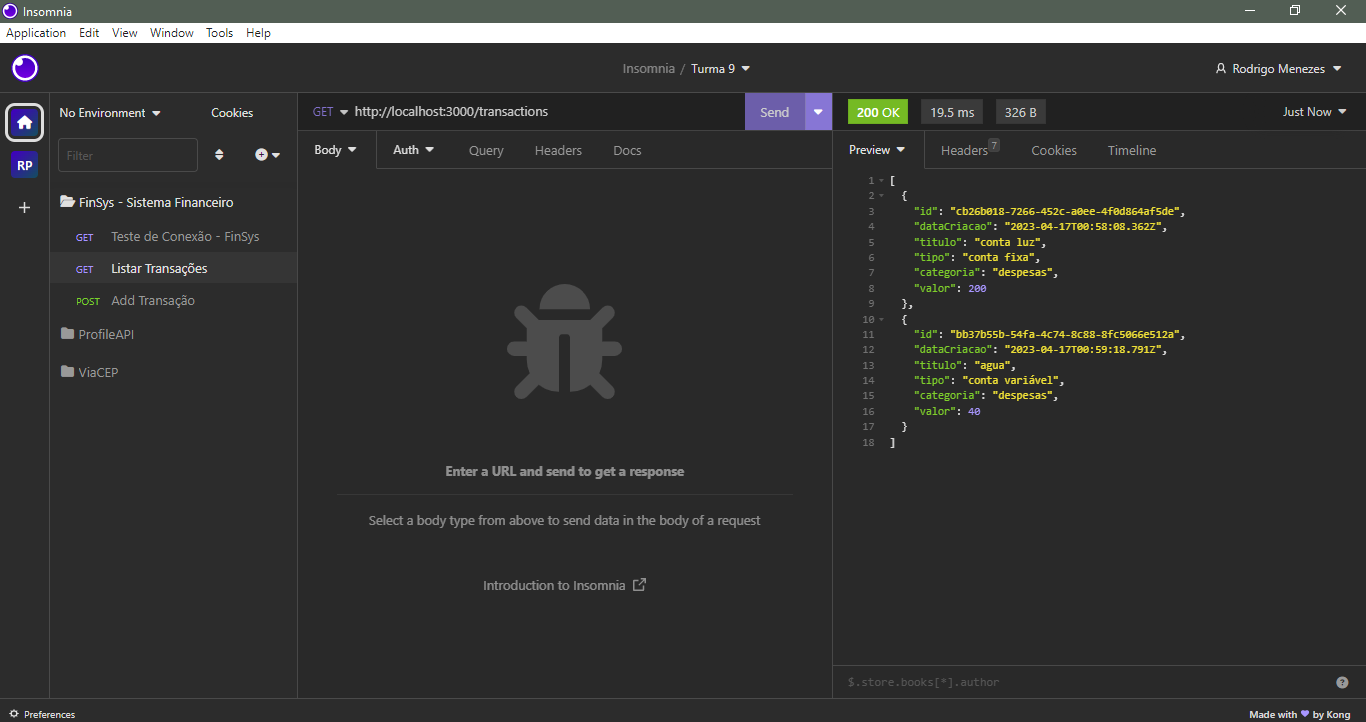 Insomnia
Application Edit View Window Tools Help
Insomnia / Turma 9
Rodrigo Menezes
No Environment Cookies
Filter
RP
FinSys - Sistema Financeiro
GET Teste de Conexão - FinSys
GET Listar Transações
POST Add Transação
ProfileAPI
ViaCEP
GET http://localhost:3000/transactions Send
Body Auth Query Headers Docs
Enter a URL and send to get a response
Select a body type from above to send data in the body of a request
Introduction to Insomnia
200 OK 19.5 ms 326 B Just Now
Preview Headers 7 Cookies Timeline
1 [
2 {
3 "id": "cb26b018-7266-452c-a0ee-4f0d864af5de",
4 "dataCriacao": "2023-04-17T00:58:08.362Z",
5 "titulo": "conta luz",
6 "tipo": "conta fixa",
7 "categoria": "despesas",
8 "valor": 200
9 },
10 {
11 "id": "bb37b55b-54fa-4c74-8c88-8fc5066e512a",
12 "dataCriacao": "2023-04-17T00:59:18.791Z",
13 "titulo": "agua",
14 "tipo": "conta variável",
15 "categoria": "despesas",
16 "valor": 40
17 }
18 ]
$.store.books[*].author
Preferences
Made with by Kong